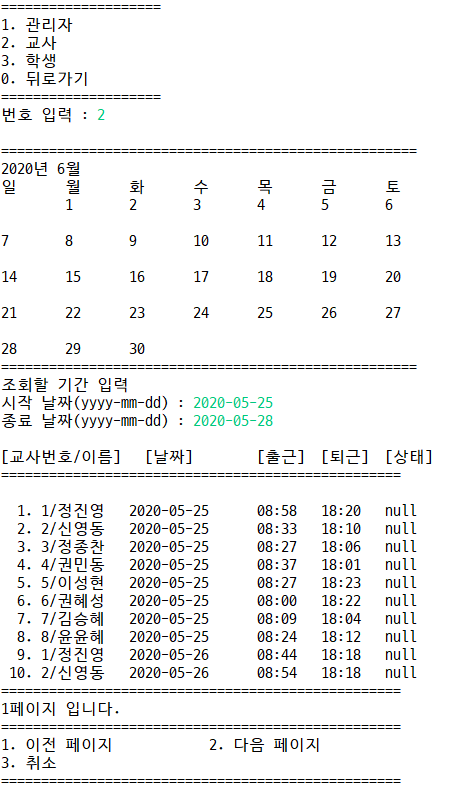 ====================
1. 관리자
2. 교사
3. 학생
0. 뒤로가기
====================
번호 입력 : 2
====================================================
2020년 6월
일 월 화 수 목 금 토
1 2 3 4 5 6
7 8 9 10 11 12 13
14 15 16 17 18 19 20
21 22 23 24 25 26 27
28 29 30
====================================================
조회할 기간 입력
시작 날짜(yyyy-mm-dd) : 2020-05-25
종료 날짜(yyyy-mm-dd) : 2020-05-28
[교사번호/이름] [날짜] [출근] [퇴근] [상태]
==================================================
1. 1/정진영 2020-05-25 08:58 18:20 null
2. 2/신영동 2020-05-25 08:33 18:10 null
3. 3/정종찬 2020-05-25 08:27 18:06 null
4. 4/권민동 2020-05-25 08:37 18:01 null
5. 5/이성현 2020-05-25 08:27 18:23 null
6. 6/권혜성 2020-05-25 08:00 18:22 null
7. 7/김승혜 2020-05-25 08:09 18:04 null
8. 8/윤윤혜 2020-05-25 08:24 18:12 null
9. 1/정진영 2020-05-26 08:44 18:18 null
10. 2/신영동 2020-05-26 08:54 18:18 null
==================================================
1페이지 입니다.
==================================================
1. 이전 페이지 2. 다음 페이지
3. 취소
==================================================